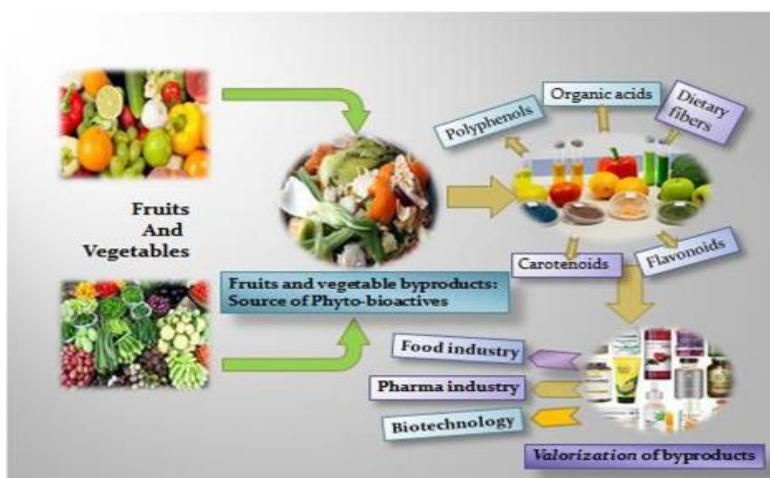 Fruits
And
Vegetables
Fruits and vegetable byproducts:
Source of Phyto-bioactives
Polyphenols
Organic acids
Dietary
fibers
Carotenoids
Flavonoids
Food industry
Pharma industry
Biotechnology
Valorization of byproducts